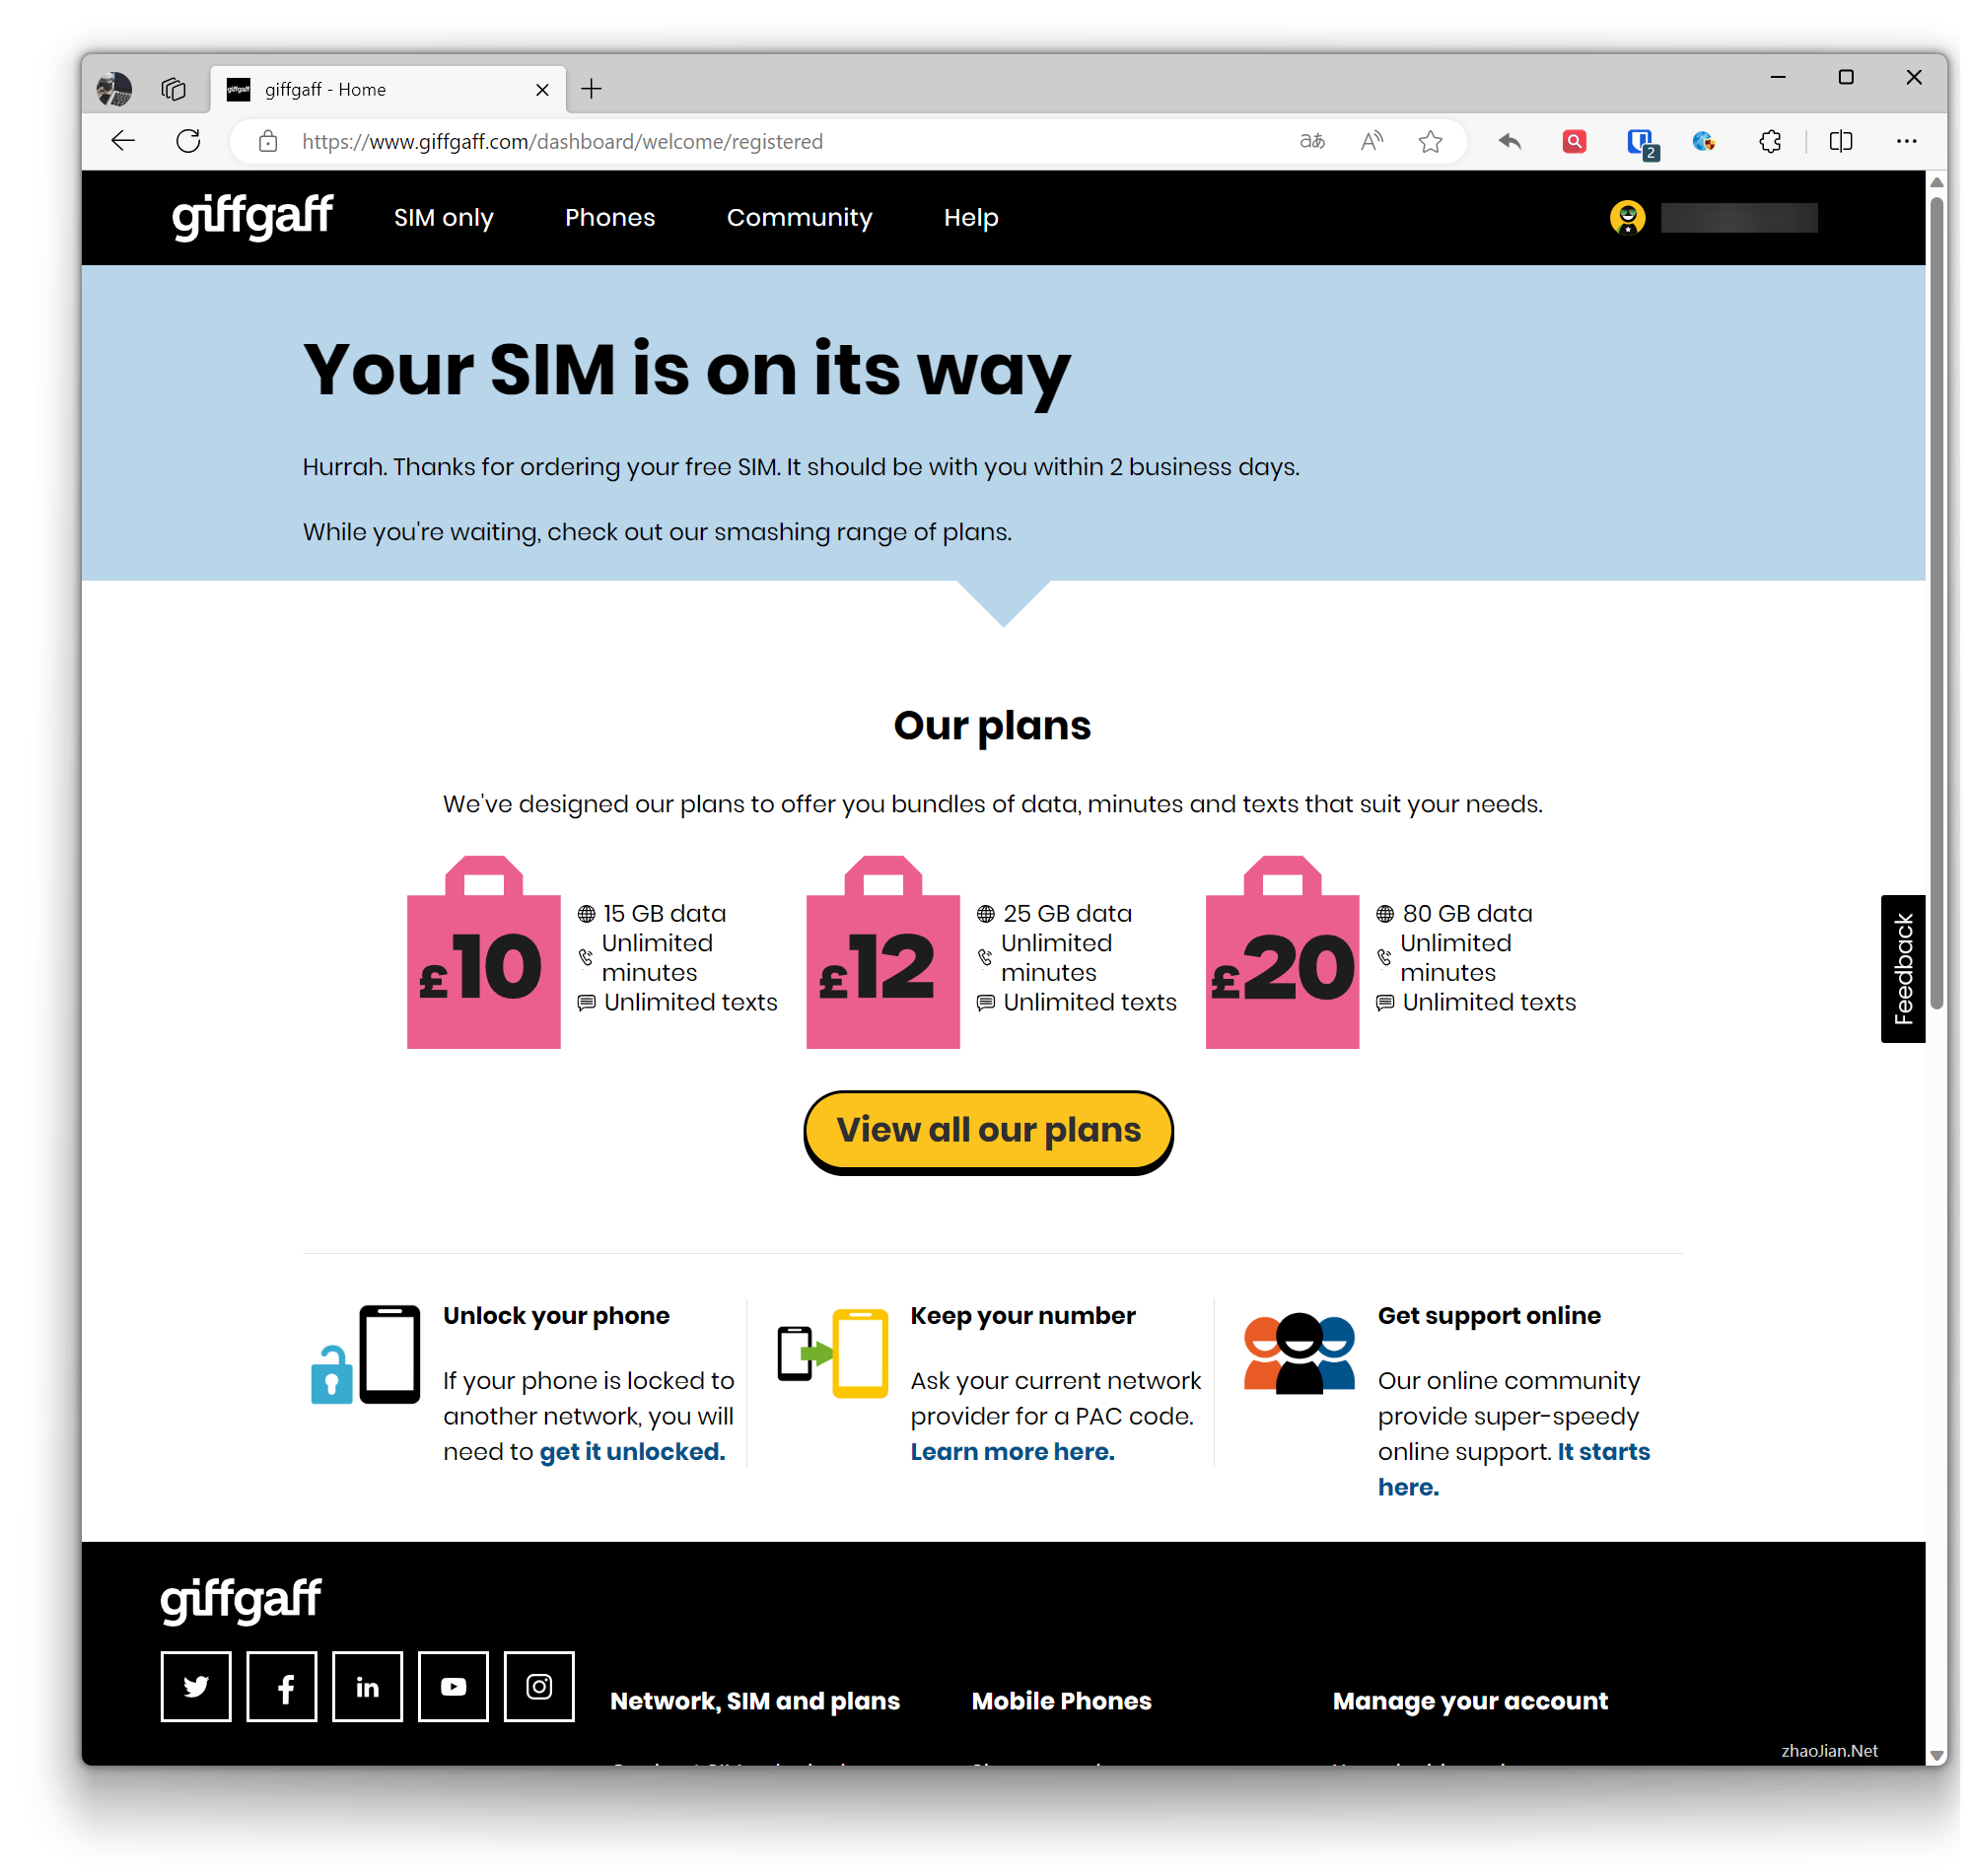 giffgaff
giffgaff - Home
https://www.giffgaff.com/dashboard/welcome/registered
aあ
A
2
giffgaff
SIM only
Phones
Community
Help
Your SIM is on its way
Hurrah. Thanks for ordering your free SIM. It should be with you within 2 business days.
While you're waiting, check out our smashing range of plans.
Our plans
We've designed our plans to offer you bundles of data, minutes and texts that suit your needs.
£10
15 GB data
Unlimited
minutes
Unlimited texts
£12
25 GB data
Unlimited
minutes
Unlimited texts
£20
80 GB data
Unlimited
minutes
Unlimited texts
Feedback
View all our plans
Unlock your phone
If your phone is locked to
another network, you will
need to get it unlocked.
Keep your number
Ask your current network
provider for a PAC code.
Learn more here.
Get support online
Our online community
provide super-speedy
online support. It starts
here.
giffgaff
in
Network, SIM and plans
Mobile Phones
Manage your account
zhaoJian.Net